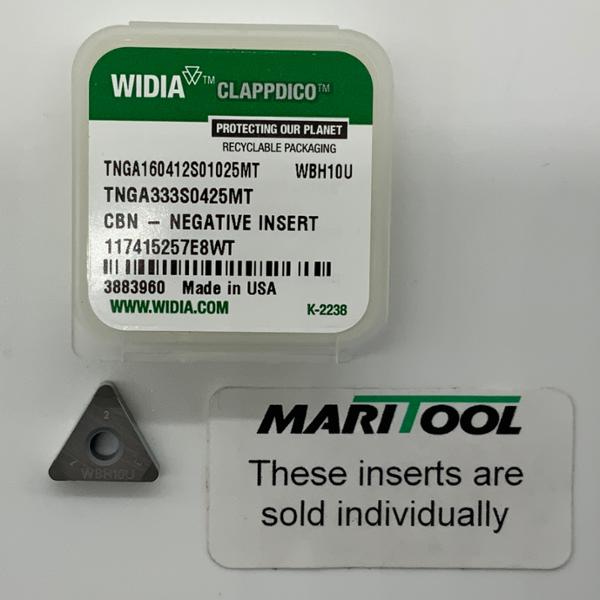 WIDIA™ CLAPPDICO™
PROTECTING OUR PLANET
RECYCLABLE PACKAGING
TNGA160412S01025MT WBH10U
TNGA333S0425MT
CBN - NEGATIVE INSERT
117415257E8WT
3883960 Made in USA
WWW.WIDIA.COM K-2238
2
WBH10U
MARITOOL
These inserts are
sold individually